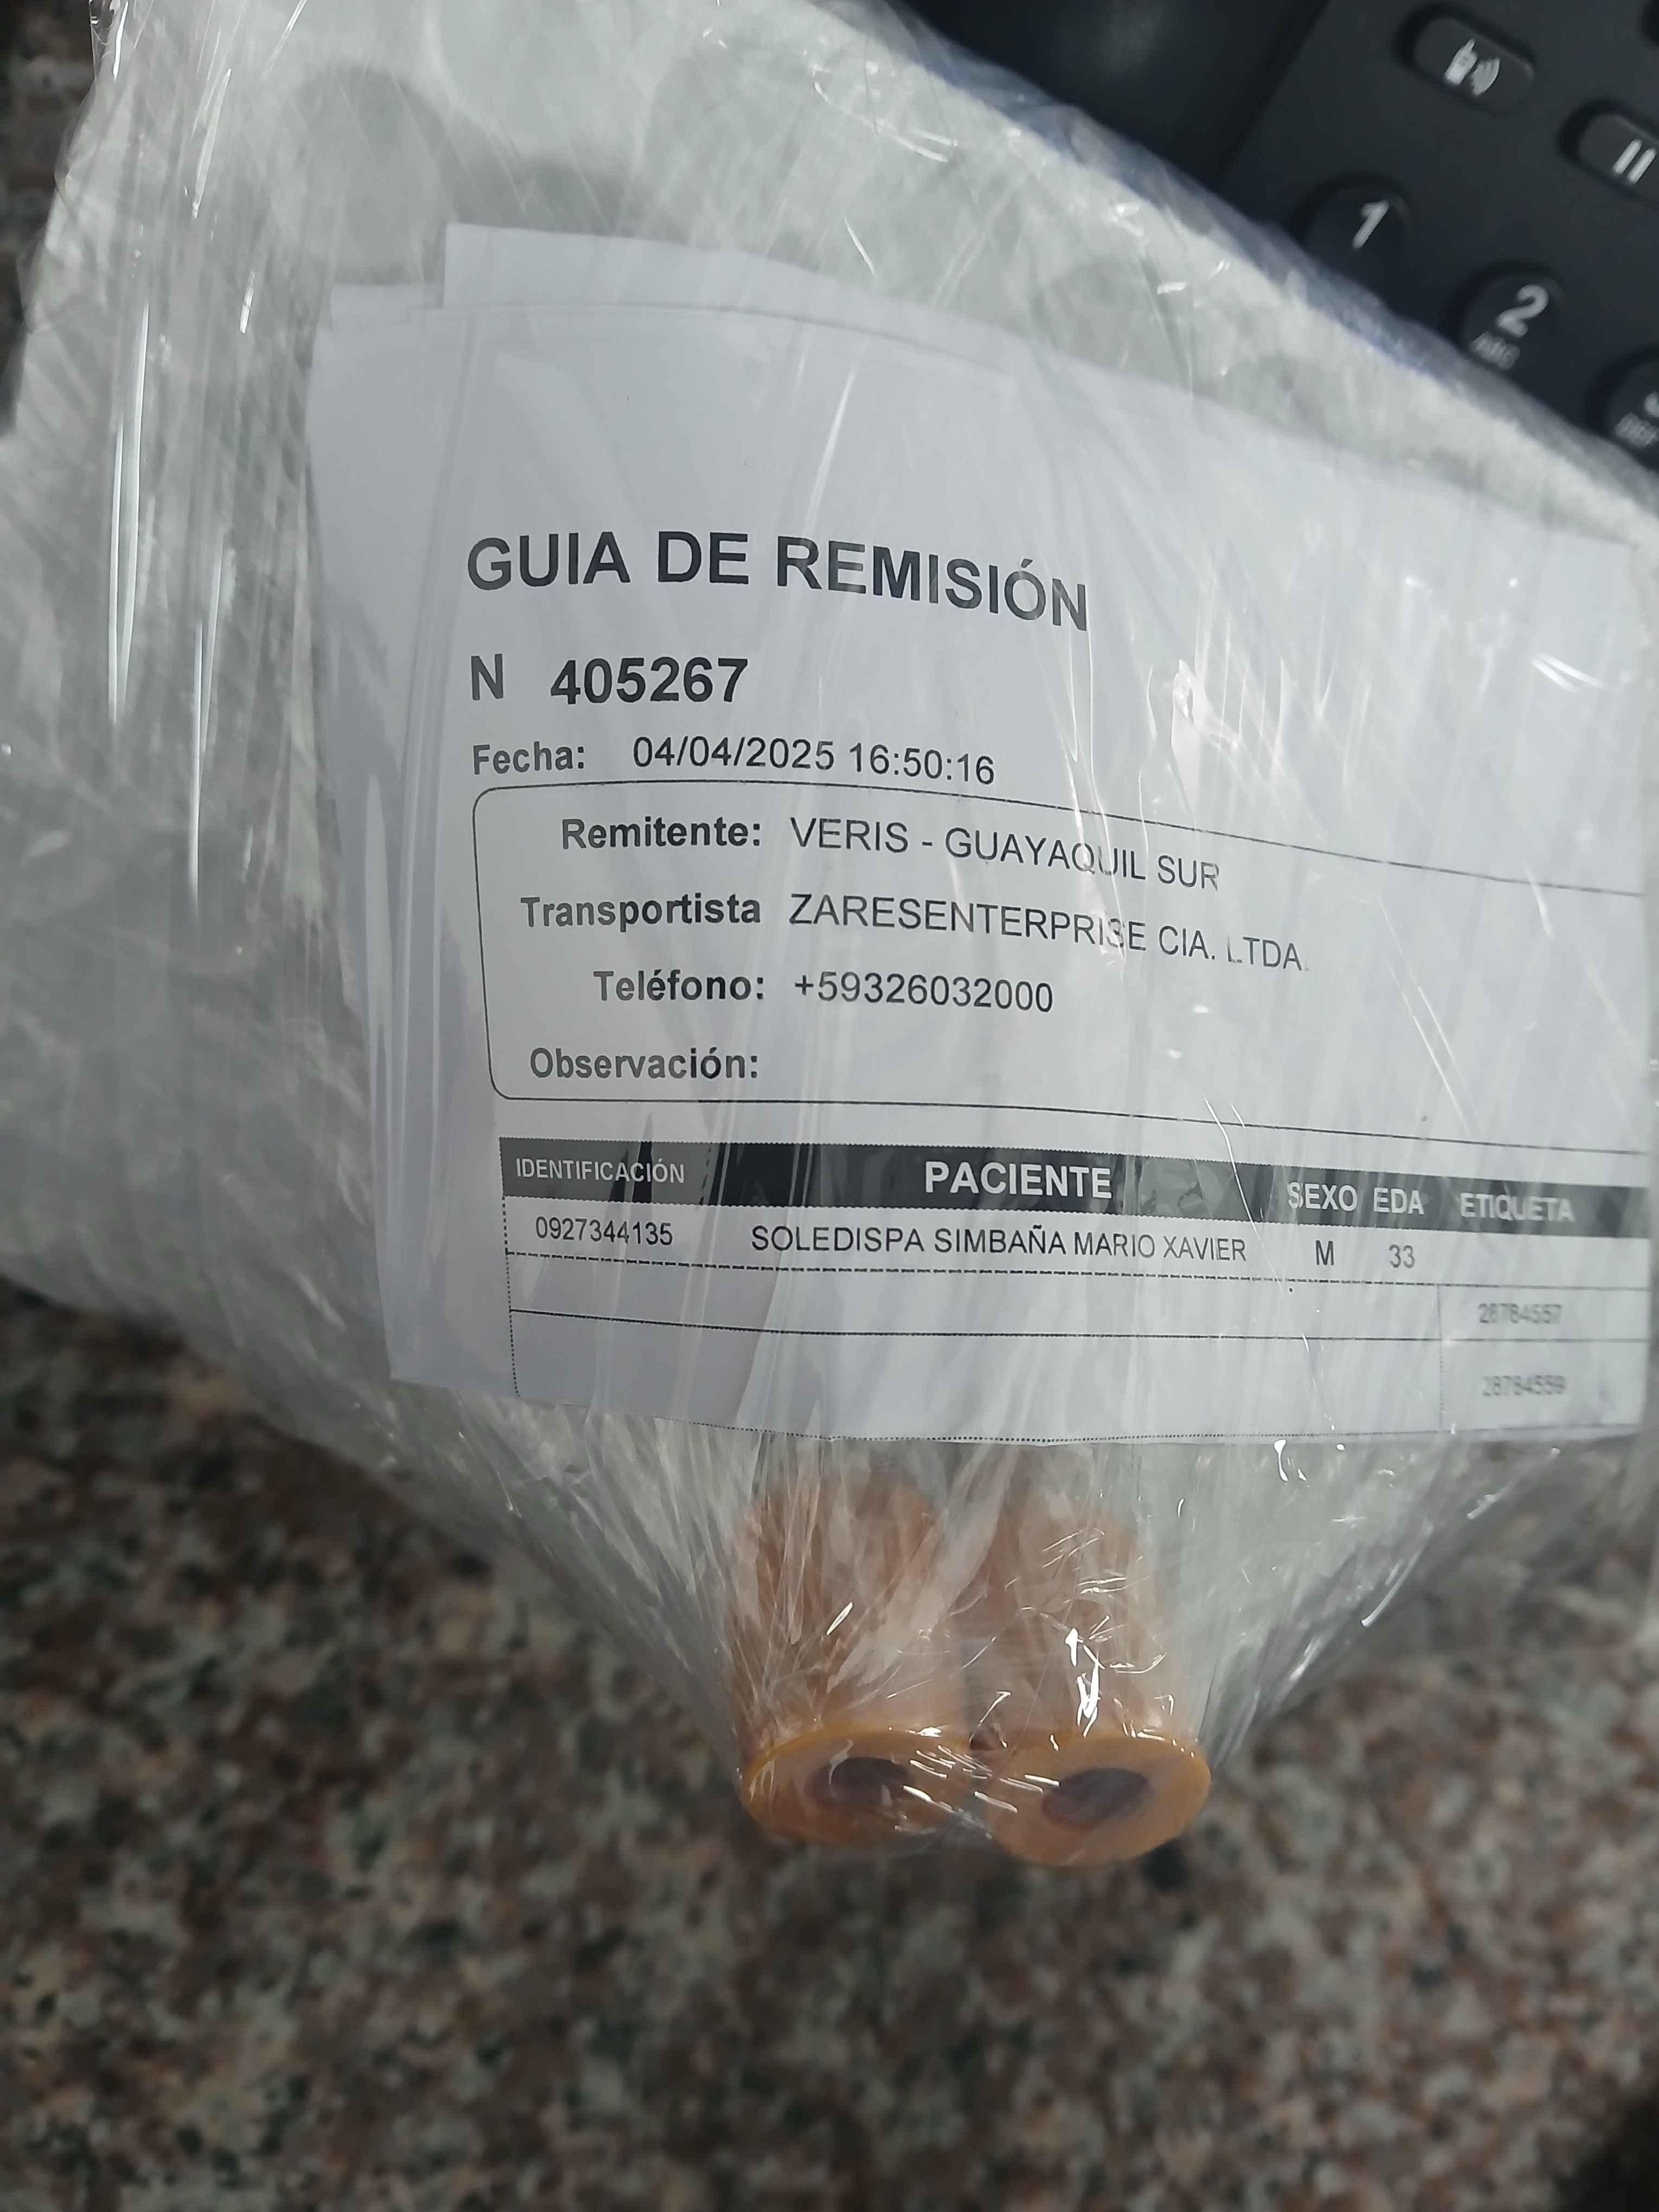 1
2
ABC
GUIA DE REMISIÓN
N 405267
Fecha: 04/04/2025 16:50:16
Remitente: VERIS - GUAYAQUIL SUR
Transportista ZARESENTERPRISE CIA. LTDA.
Teléfono: +59326032000
Observación:
IDENTIFICACIÓN PACIENTE SEXO EDA ETIQUETA
0927344135 SOLEDISPA SIMBAÑA MARIO XAVIER M 33
28784557
28784559